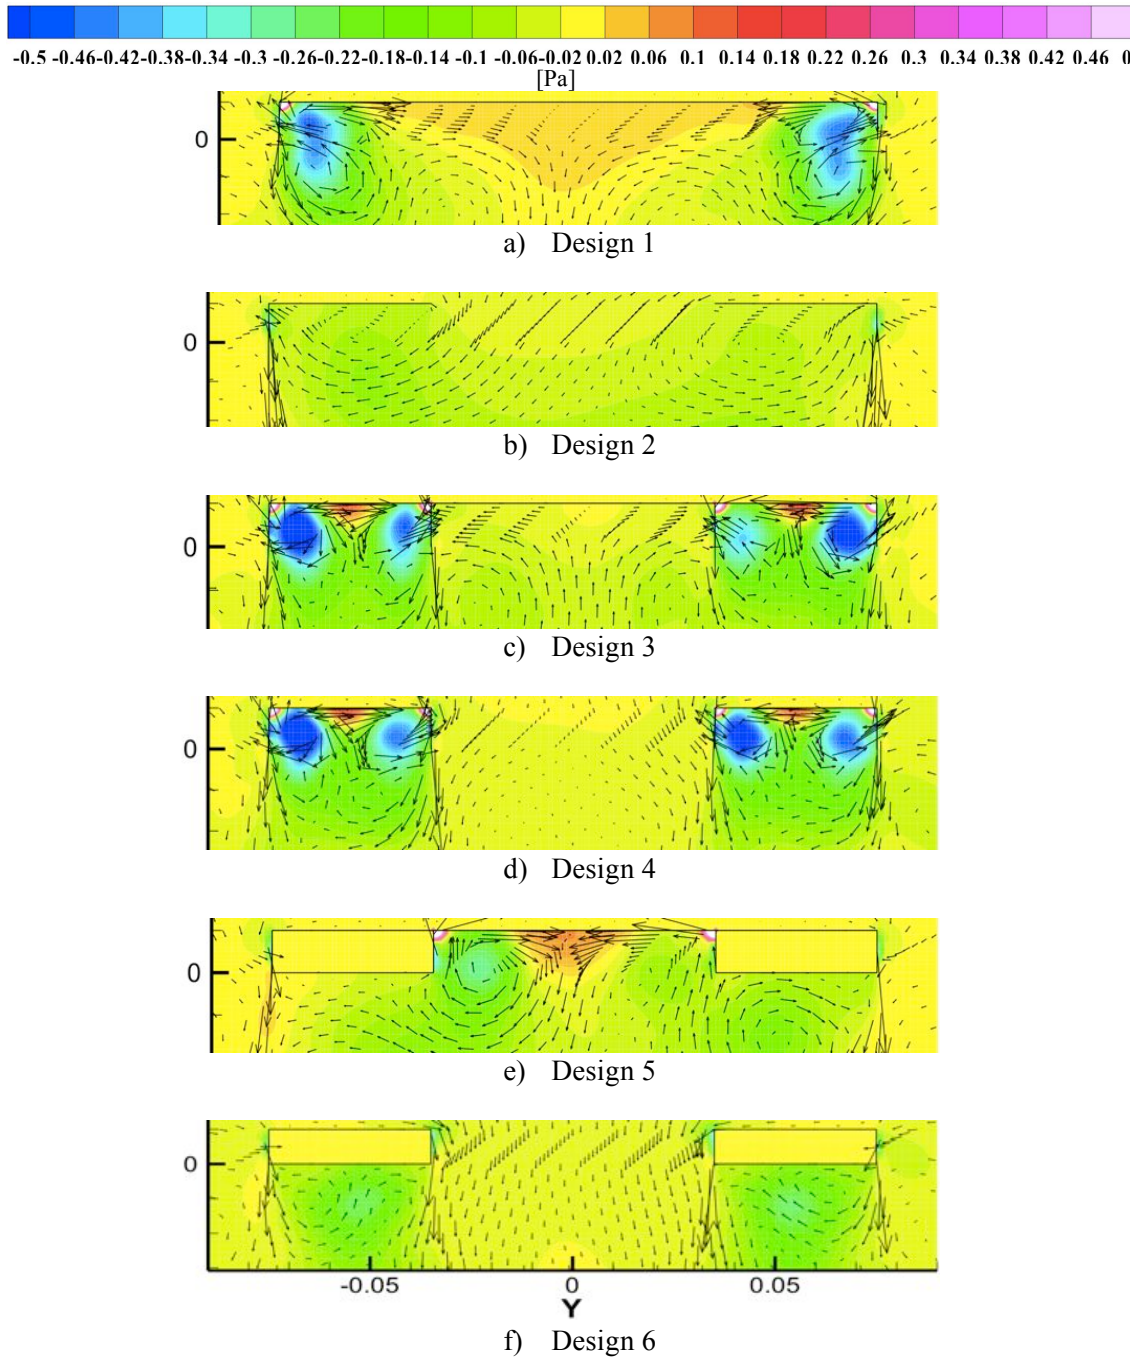 -0.5 -0.46-0.42-0.38-0.34 -0.3 -0.26-0.22-0.18-0.14 -0.1 -0.06-0.02 0.02 0.06 0.1 0.14 0.18 0.22 0.26 0.3 0.34 0.38 0.42 0.46 0
[Pa]
0
a) Design 1
0
b) Design 2
0
c) Design 3
0
d) Design 4
0
e) Design 5
0
-0.05 0 0.05
Y
f) Design 6